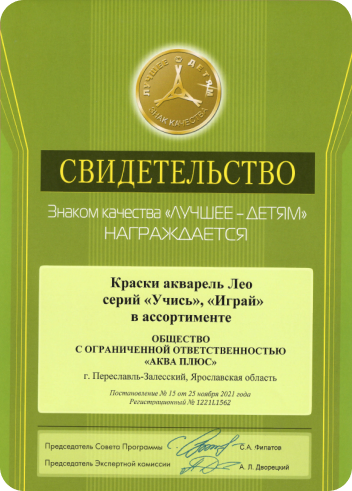 ЛУЧШЕЕ ДЕТЯМ
ЗНАК КАЧЕСТВА
СВИДЕТЕЛЬСТВО
Знаком качества «ЛУЧШЕЕ – ДЕТЯМ»
НАГРАЖДАЕТСЯ
Краски акварель Лео
серий «Учись», «Играй»
в ассортименте
ОБЩЕСТВО
С ОГРАНИЧЕННОЙ ОТВЕТСТВЕННОСТЬЮ
«АКВА ПЛЮС»
г. Переславль-Залесский, Ярославская область
Постановление № 15 от 25 ноября 2021 года
Регистрационный № 1221L1562
Председатель Совета Программы С.А. Филатов
Председатель Экспертной комиссии А. Л. Дворецкий